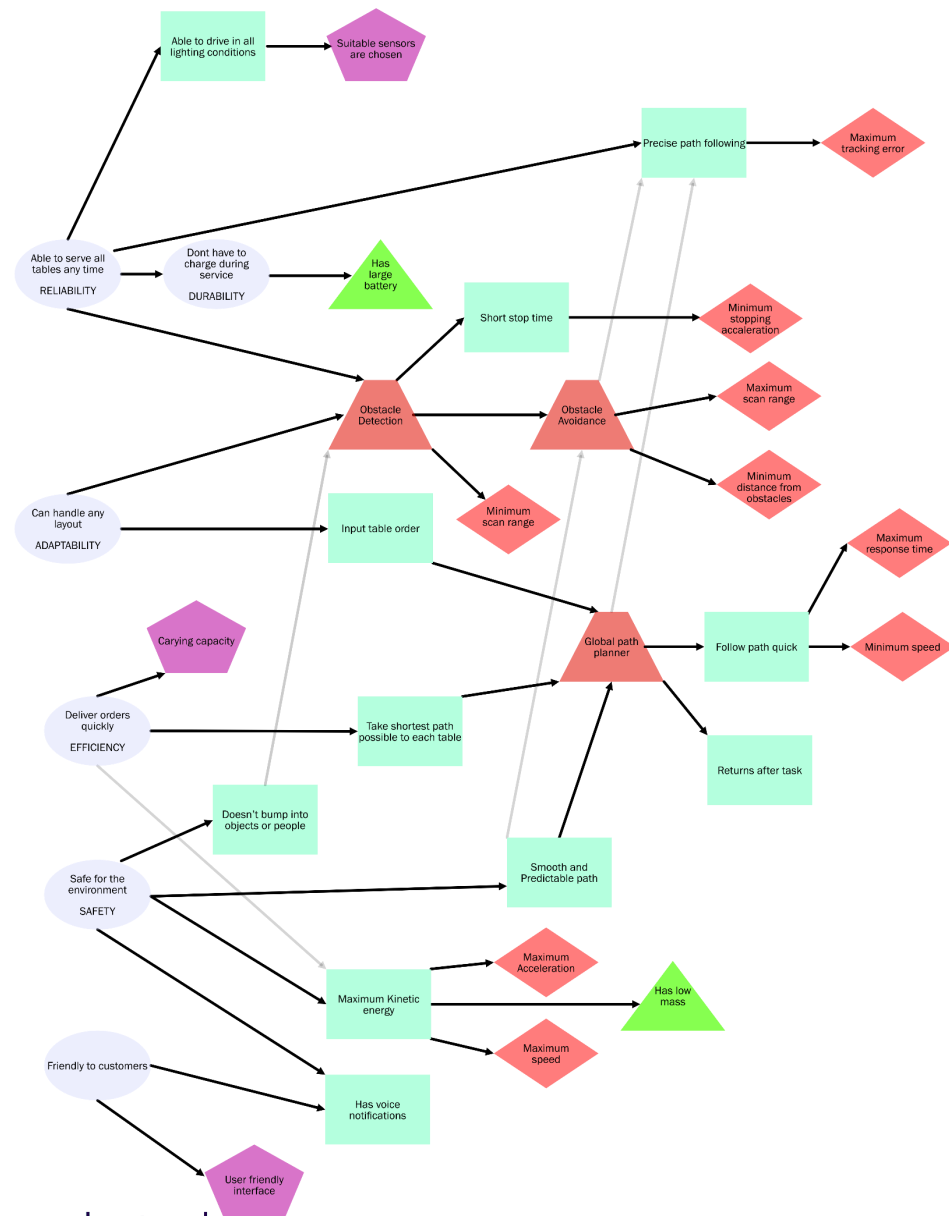 Able to drive in all
lighting conditions
Suitable sensors
are chosen
Precise path following
Maximum
tracking error
Able to serve all
tables any time
RELIABILITY
Dont have to
charge during
service
DURABILITY
Has
large
battery
Short stop time
Minimum
stopping
acceleration
Obstacle
Detection
Obstacle
Avoidance
Maximum
scan range
Minimum
distance from
obstacles
Minimum
scan range
Can handle any
layout
ADAPTABILITY
Input table order
Maximum
response time
Carying capacity
Global path
planner
Follow path quick
Minimum speed
Deliver orders
quickly
EFFICIENCY
Take shortest path
possible to each table
Returns after task
Doesn't bump into
objects or people
Safe for the
environment
SAFETY
Smooth and
Predictable path
Maximum
Acceleration
Maximum Kinetic
energy
Has low
mass
Maximum
speed
Friendly to customers
Has voice
notifications
User friendly
interface